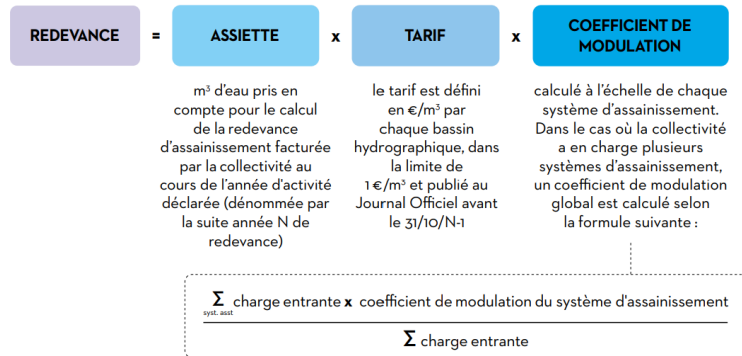 REDEVANCE = ASSIETTE x TARIF x COEFFICIENT DE
MODULATION
m³ d'eau pris en
compte pour le calcul
de la redevance
d'assainissement facturée
par la collectivité au
cours de l'année d'activité
déclarée (dénommée par
la suite année N de
redevance)
le tarif est défini
en €/m³ par
chaque bassin
hydrographique, dans
la limite de
1 €/m³ et publié au
Journal Officiel avant
le 31/10/N-1
calculé à l'échelle de chaque
système d'assainissement.
Dans le cas où la collectivité
a en charge plusieurs
systèmes d'assainissement,
un coefficient de modulation
global est calculé selon
la formule suivante :
Σ charge entrante x coefficient de modulation du système d'assainissement
syst. asst
Σ charge entrante